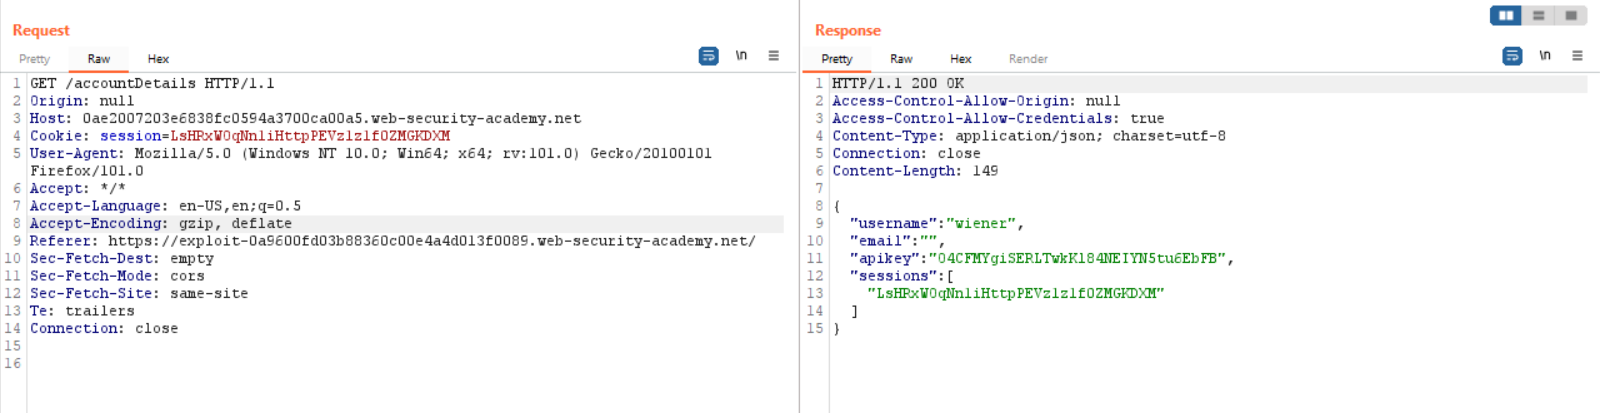 Request
Pretty Raw Hex \n
1 GET /accountDetails HTTP/1.1
2 Origin: null
3 Host: 0ae2007203e6838fc0594a3700ca00a5.web-security-academy.net
4 Cookie: session=LsHRxW0qNnliHttpPEVzlzlf0ZMGKDXM
5 User-Agent: Mozilla/5.0 (Windows NT 10.0; Win64; x64; rv:101.0) Gecko/20100101
Firefox/101.0
6 Accept: */*
7 Accept-Language: en-US,en;q=0.5
8 Accept-Encoding: gzip, deflate
9 Referer: https://exploit-0a9600fd03b88360c00e4a4d013f0089.web-security-academy.net/
10 Sec-Fetch-Dest: empty
11 Sec-Fetch-Mode: cors
12 Sec-Fetch-Site: same-site
13 Te: trailers
14 Connection: close
15
16
Response
Pretty Raw Hex Render \n
1 HTTP/1.1 200 OK
2 Access-Control-Allow-Origin: null
3 Access-Control-Allow-Credentials: true
4 Content-Type: application/json; charset=utf-8
5 Connection: close
6 Content-Length: 149
7
8 {
9 "username":"wiener",
10 "email":"",
11 "apikey":"04CFMYgiSERLTwkKl84NEIYN5tu6EbFB",
12 "sessions":[
13 "LsHRxW0qNnliHttpPEVzlzlf0ZMGKDXM"
14 ]
15 }